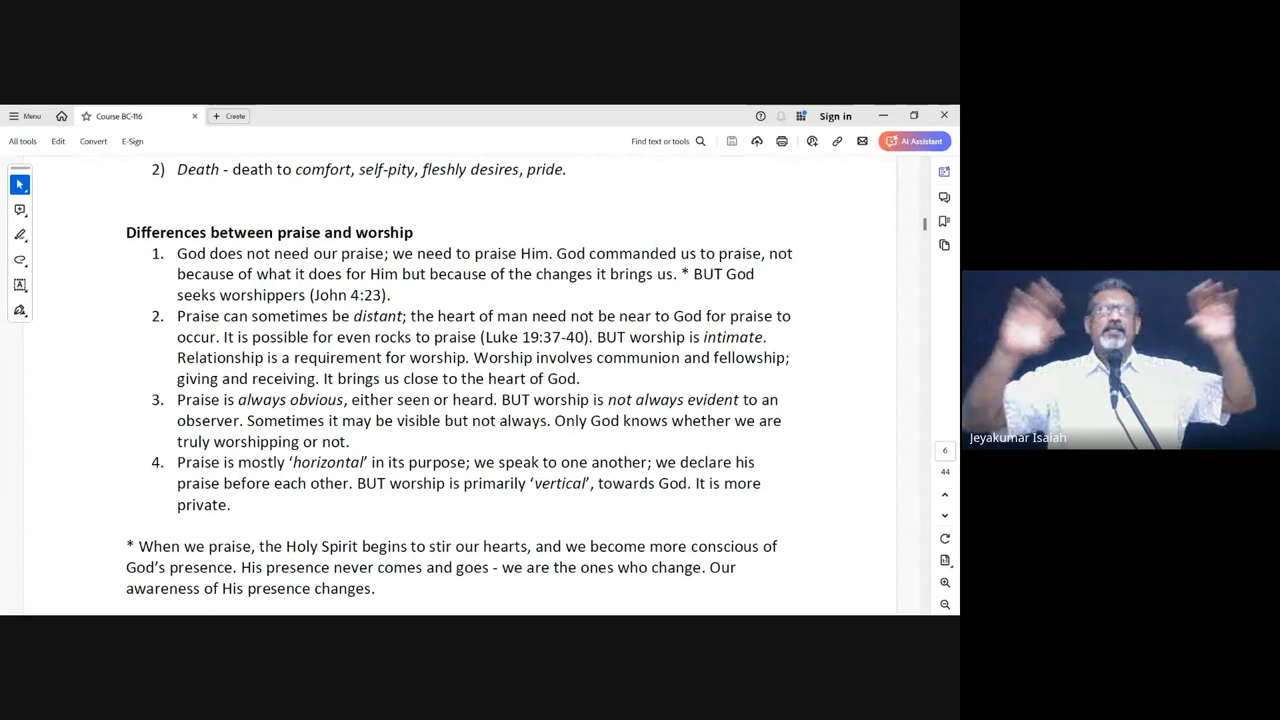 Menu
Course BC-116
Create
Sign in
All tools
Edit
Convert
E-Sign
Find text or tools
AI Assistant
2) Death - death to comfort, self-pity, fleshly desires, pride.
Differences between praise and worship
1. God does not need our praise; we need to praise Him. God commanded us to praise, not
because of what it does for Him but because of the changes it brings us. * BUT God
seeks worshippers (John 4:23).
2. Praise can sometimes be distant; the heart of man need not be near to God for praise to
occur. It is possible for even rocks to praise (Luke 19:37-40). BUT worship is intimate.
Relationship is a requirement for worship. Worship involves communion and fellowship;
giving and receiving. It brings us close to the heart of God.
3. Praise is always obvious, either seen or heard. BUT worship is not always evident to an
observer. Sometimes it may be visible but not always. Only God knows whether we are
truly worshipping or not.
4. Praise is mostly ‘horizontal’ in its purpose; we speak to one another; we declare his
praise before each other. BUT worship is primarily ‘vertical’, towards God. It is more
private.
* When we praise, the Holy Spirit begins to stir our hearts, and we become more conscious of
God’s presence. His presence never comes and goes - we are the ones who change. Our
awareness of His presence changes.
6
44
Jeyakumar Isaiah